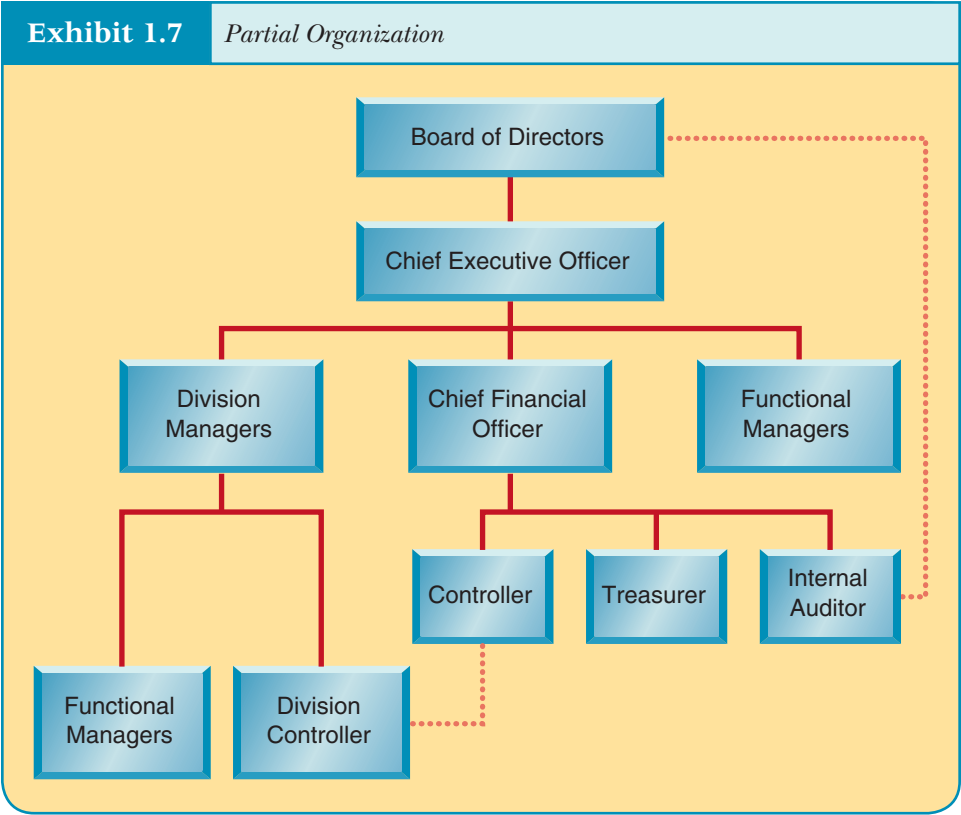 Exhibit 1.7
Partial Organization
Board of Directors
Chief Executive Officer
Division
Managers
Chief Financial
Officer
Functional
Managers
Controller
Treasurer
Internal
Auditor
Functional
Managers
Division
Controller